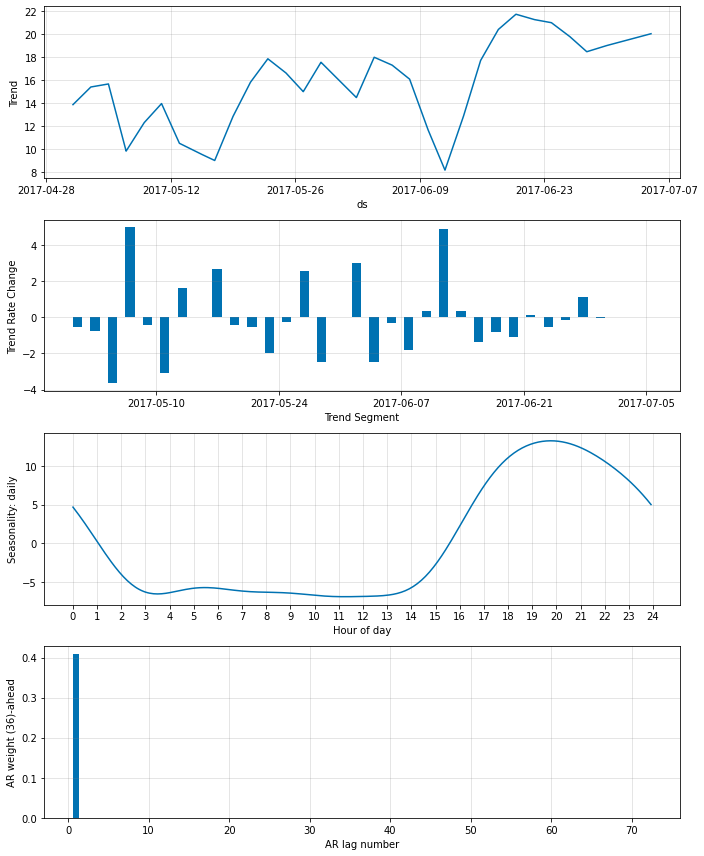 22
20
18
16
14
12
10
8
Trend
2017-04-28 2017-05-12 2017-05-26 2017-06-09 2017-06-23 2017-07-07
ds
4
2
0
−2
−4
Trend Rate Change
2017-05-10 2017-05-24 2017-06-07 2017-06-21 2017-07-05
Trend Segment
10
5
0
−5
Seasonality: daily
0 1 2 3 4 5 6 7 8 9 10 11 12 13 14 15 16 17 18 19 20 21 22 23 24
Hour of day
0.4
0.3
0.2
0.1
0.0
AR weight (36)-ahead
0 10 20 30 40 50 60 70
AR lag number